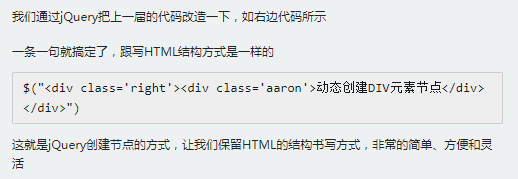 我们通过jQuery把上一届的代码改造一下，如右边代码所示
一条一句就搞定了，跟写HTML结构方式是一样的
$("<div class='right'><div class='aaron'>动态创建DIV元素节点</div>
</div>")
这就是jQuery创建节点的方式，让我们保留HTML的结构书写方式，非常的简单、方便和灵
活